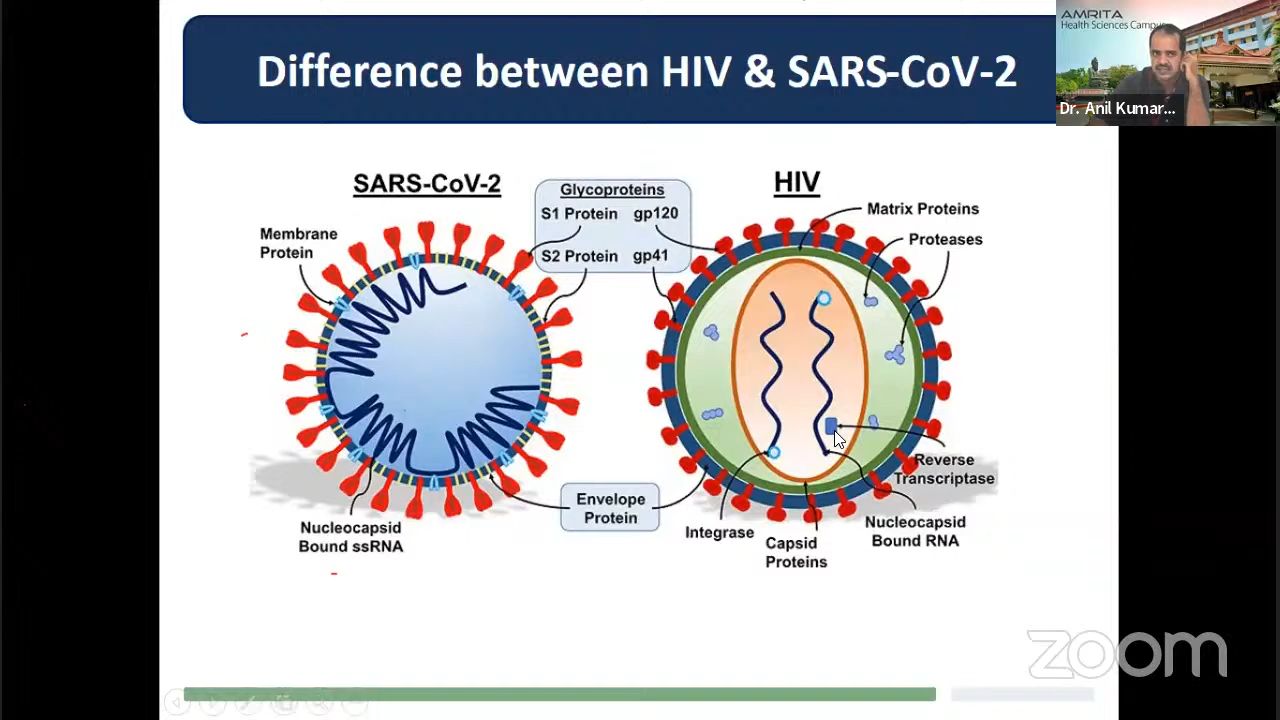 AMRITA
Health Sciences Campus
Dr. Anil Kumar...
Difference between HIV & SARS-CoV-2
SARS-CoV-2
Glycoproteins
S1 Protein gp120
S2 Protein gp41
HIV
Membrane
Protein
Matrix Proteins
Proteases
Envelope
Protein
Nucleocapsid
Bound ssRNA
Integrase
Capsid
Proteins
Reverse
Transcriptase
Nucleocapsid
Bound RNA
zoom